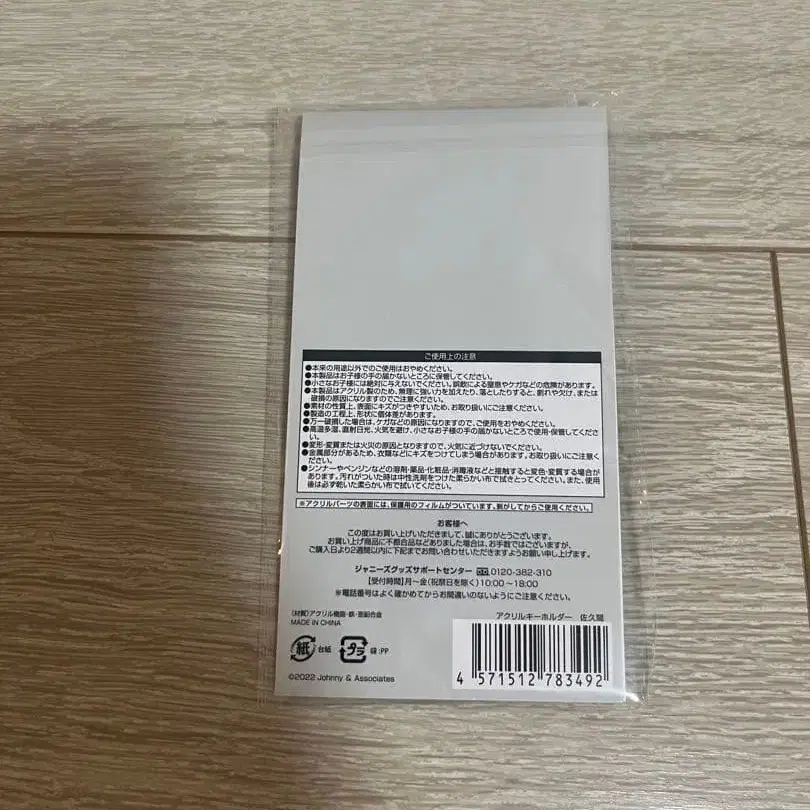 ご使用上の注意
●本来の用途以外でのご使用はおやめください。
●本製品はお子様の手の届かないところに保管してください。
●小さなお子様には絶対に与えないでください。誤飲による窒息やケガなどの危険があります。
●本製品はアクリル製のため、無理に強い力を加えたり、落としたりすると、割れや欠け、または
破損の原因になりますのでご注意ください。
●素材の性質上、表面にキズがつきやすいため、お取り扱いにご注意ください。
●製造の工程上、形状に個体差があります。
●万一破損した場合は、ケガなどの原因になりますので、ご使用をおやめください。
●高温多湿、直射日光、火気を避け、小さなお子様の手の届かないところで使用・保管してくださ
い。
●変形・変質または火災の原因となりますので、火気に近づけないでください。
●金属部分があるため、衣類などにキズをつけてしまう場合があります。お取り扱いにご注意くだ
さい。
●シンナーやベンジンなどの溶剤・薬品・化粧品・消毒液などと接触すると変色・変質する場合が
あります。汚れがついた時は中性洗剤をつけた柔らかい布で拭きとってください。また、使用
後は必ず乾いた柔らかい布で拭いてください。
※アクリルパーツの表面には、保護用のフィルムがついています。剥がしてからご使用ください。
お客様へ
この度はお買い上げいただきまして、誠にありがとうございます。
お買い上げ商品に不都合品などありました場合は、お手数ではございますが、
ご購入日より2週間以内に下記までお問い合わせいただきますようお願い申し上げます。
ジャニーズグッズサポートセンター 0120-382-310
【受付時間】月〜金(祝祭日を除く)10:00〜18:00
※電話番号はよく確かめてからお間違いのないようにご注意ください。
〈材質〉アクリル樹脂・鉄・亜鉛合金
MADE IN CHINA
アクリルキーホルダー 佐久間
紙 台紙 プラ 袋:PP
4 571512 783492
©2022 Johnny & Associates